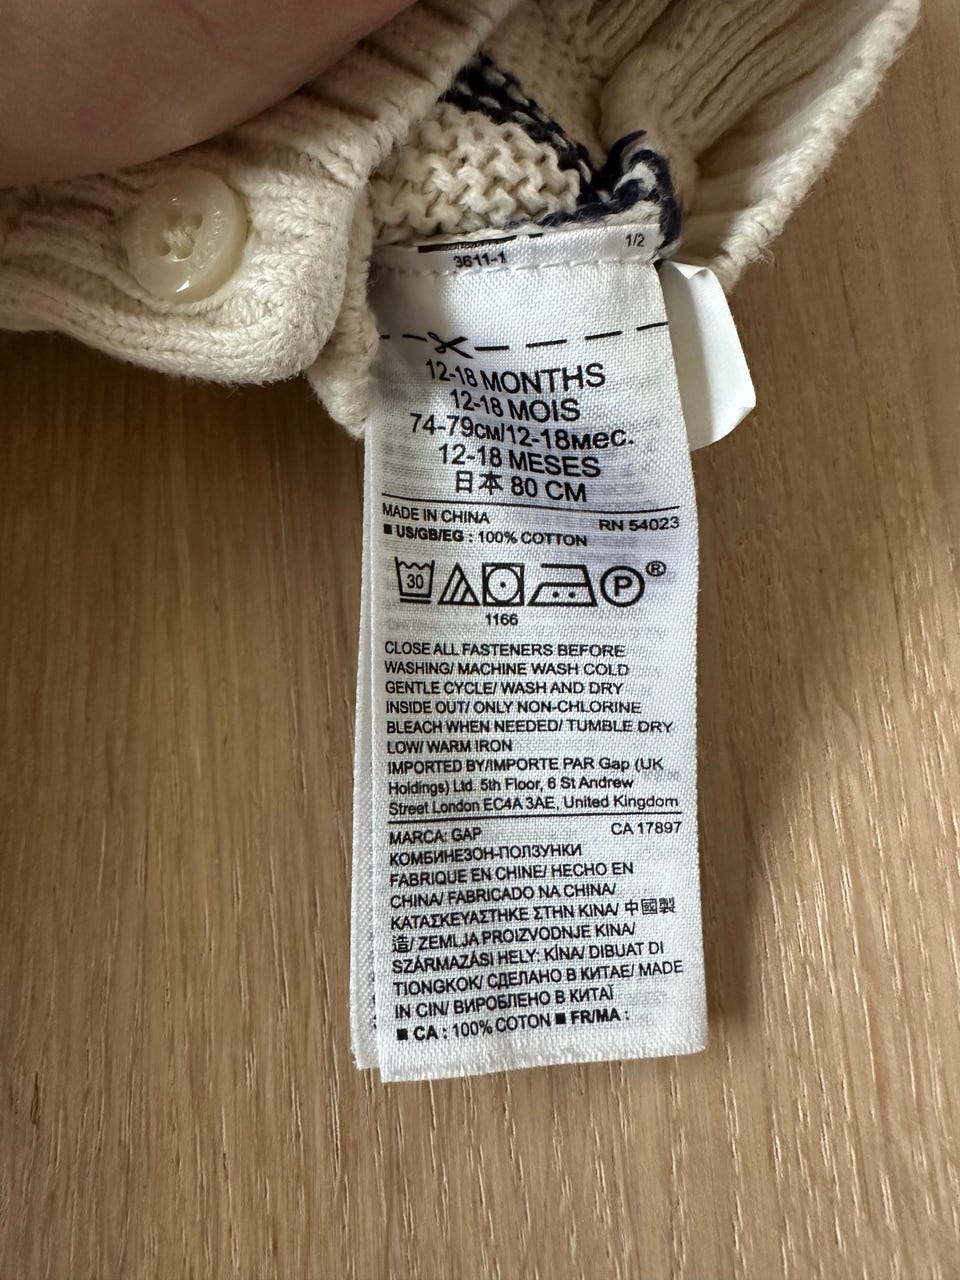 1/2
3611-1
12-18 MONTHS
12-18 MOIS
74-79см/12-18мес.
12-18 MESES
日本 80 CM
MADE IN CHINA RN 54023
■ US/GB/EG : 100% COTTON
30 P ®
1166
CLOSE ALL FASTENERS BEFORE
WASHING/ MACHINE WASH COLD
GENTLE CYCLE/ WASH AND DRY
INSIDE OUT/ ONLY NON-CHLORINE
BLEACH WHEN NEEDED/ TUMBLE DRY
LOW/ WARM IRON
IMPORTED BY/IMPORTE PAR Gap (UK
Holdings) Ltd. 5th Floor, 6 St Andrew
Street London EC4A 3AE, United Kingdom
MARCA: GAP CA 17897
КОМБИНЕЗОН-ПОЛЗУНКИ
FABRIQUE EN CHINE/ HECHO EN
CHINA/ FABRICADO NA CHINA/
ΚΑΤΑΣΚΕΥΑΣΤΗΚΕ ΣΤΗΝ ΚΙΝΑ/ 中國製
造/ ZEMLJA PROIZVODNJE KINA/
SZÁRMAZÁSI HELY: KÍNA/ DIBUAT DI
TIONGKOK/ СДЕЛАНО В КИТАЕ/ MADE
IN CIN/ ВИРОБЛЕНО В КИТАЇ
■ CA : 100% COTON ■ FR/MA :